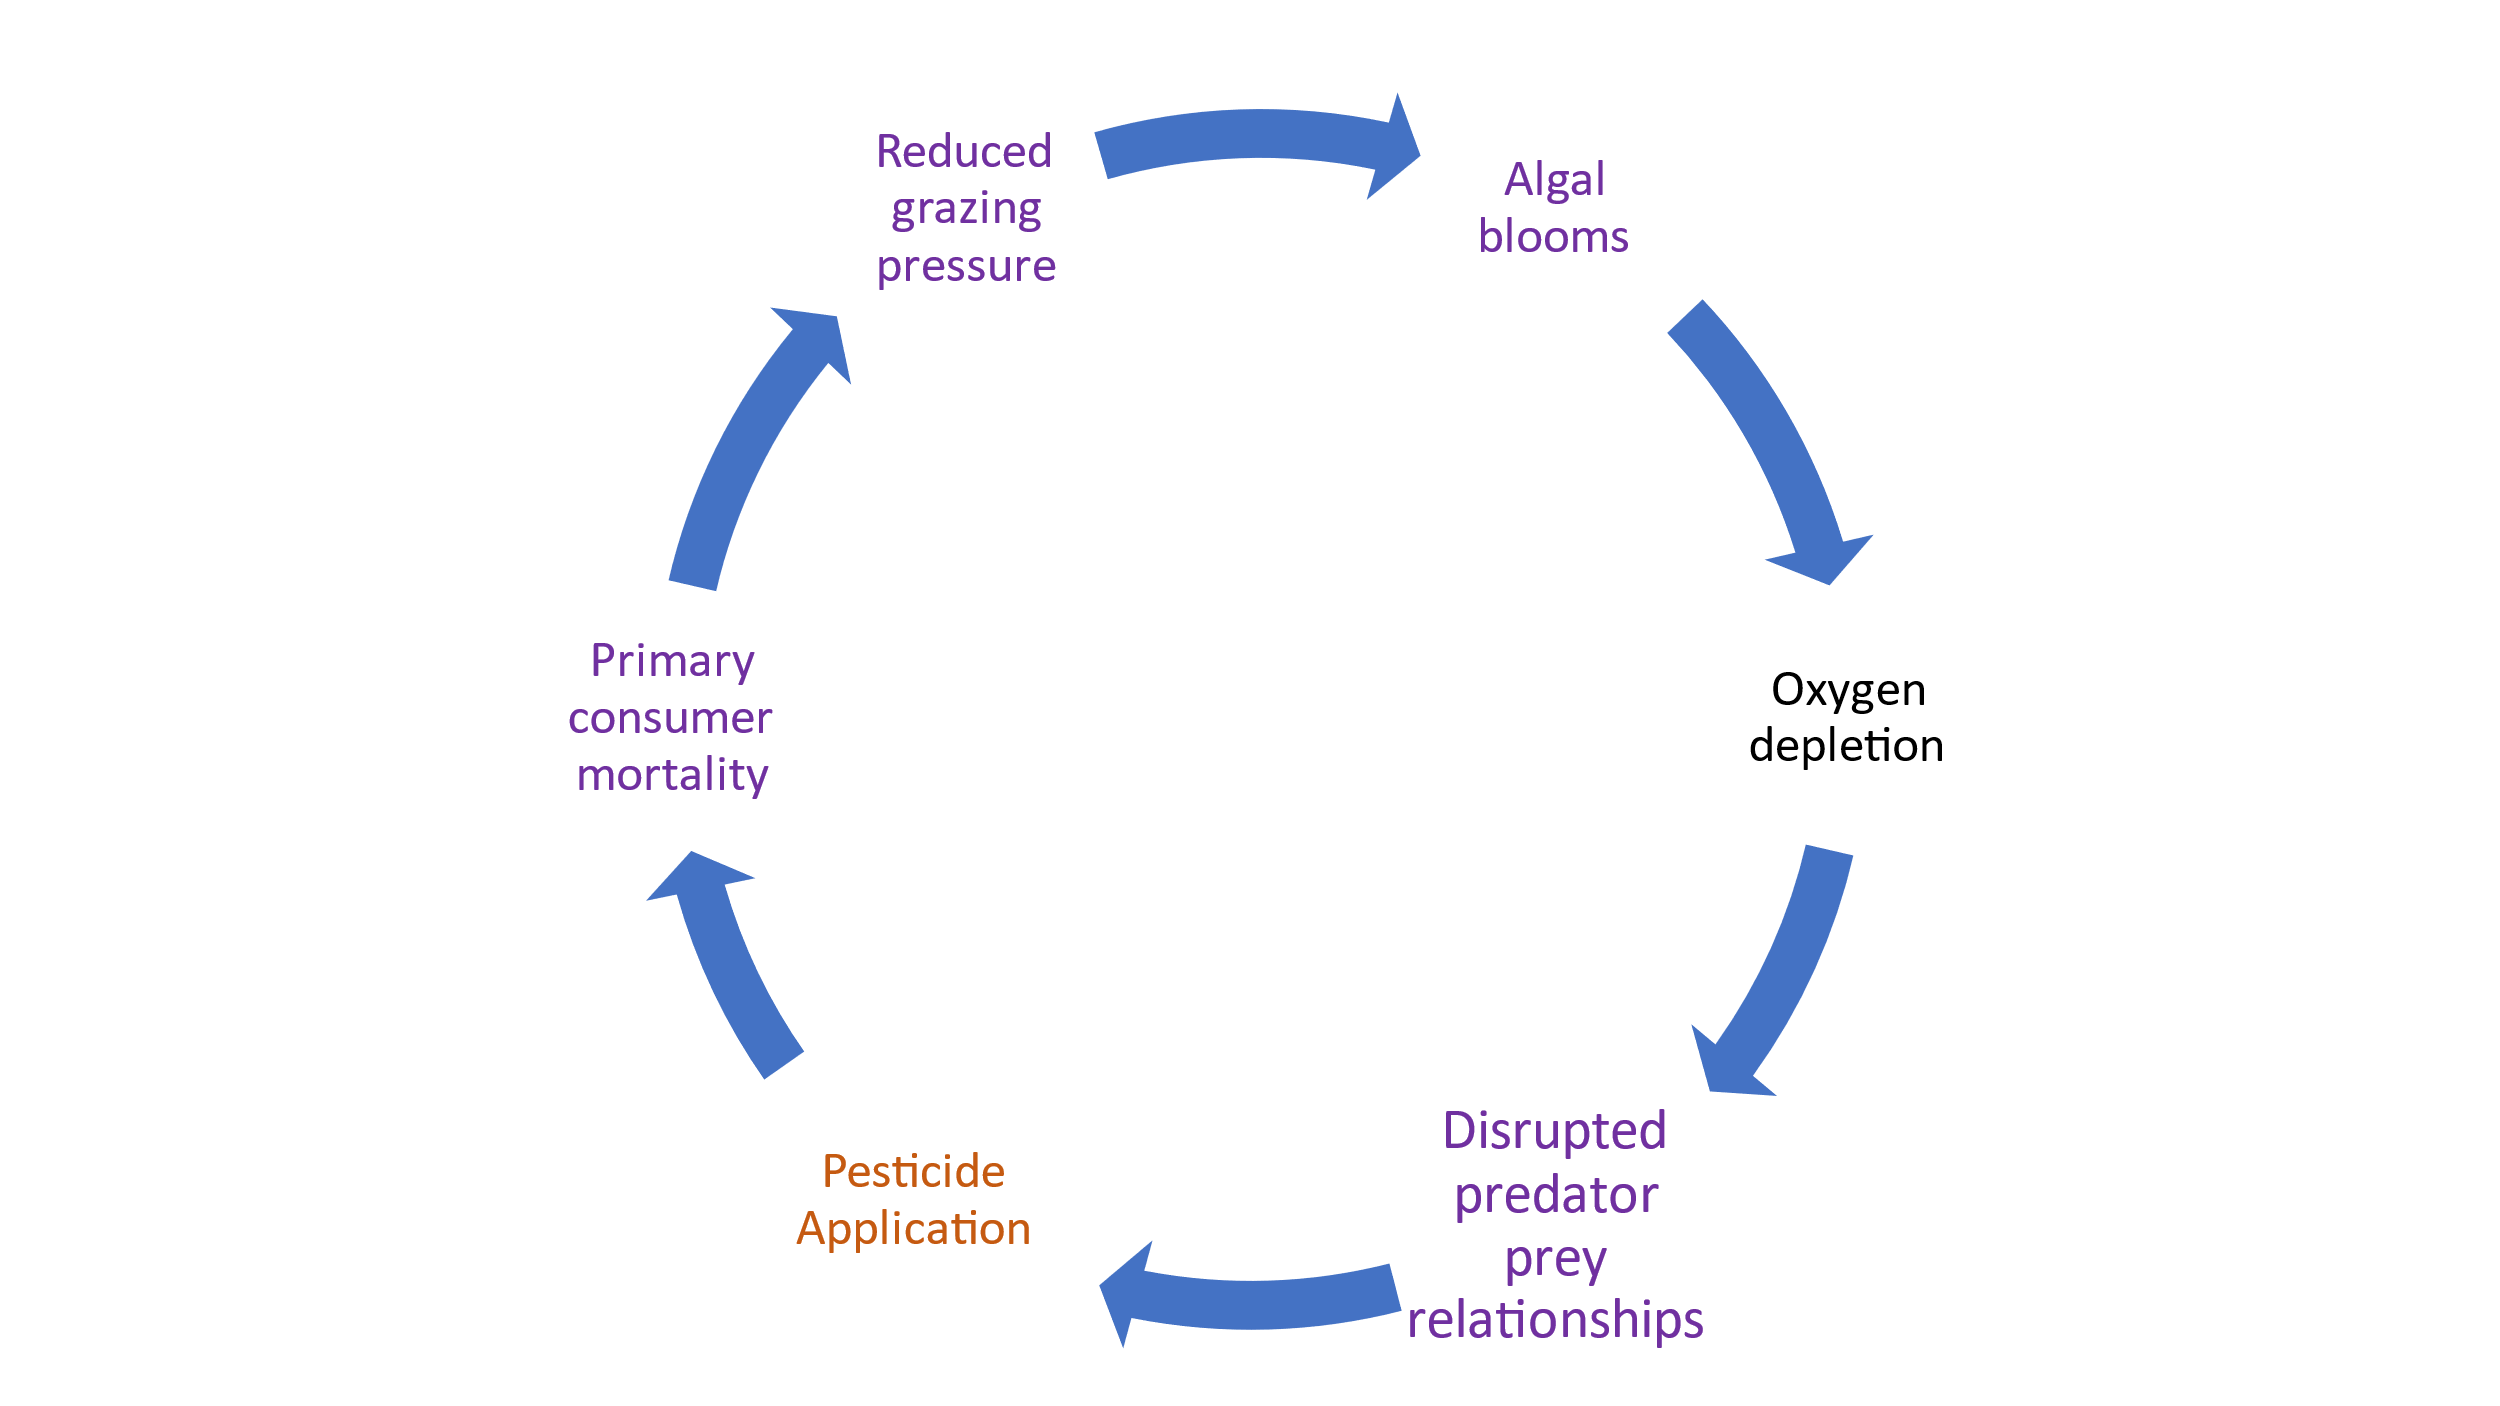 Reduced
grazing
pressure
Algal
blooms
Oxygen
depletion
Disrupted
predator
prey
relationships
Pesticide
Application
Primary
consumer
mortality